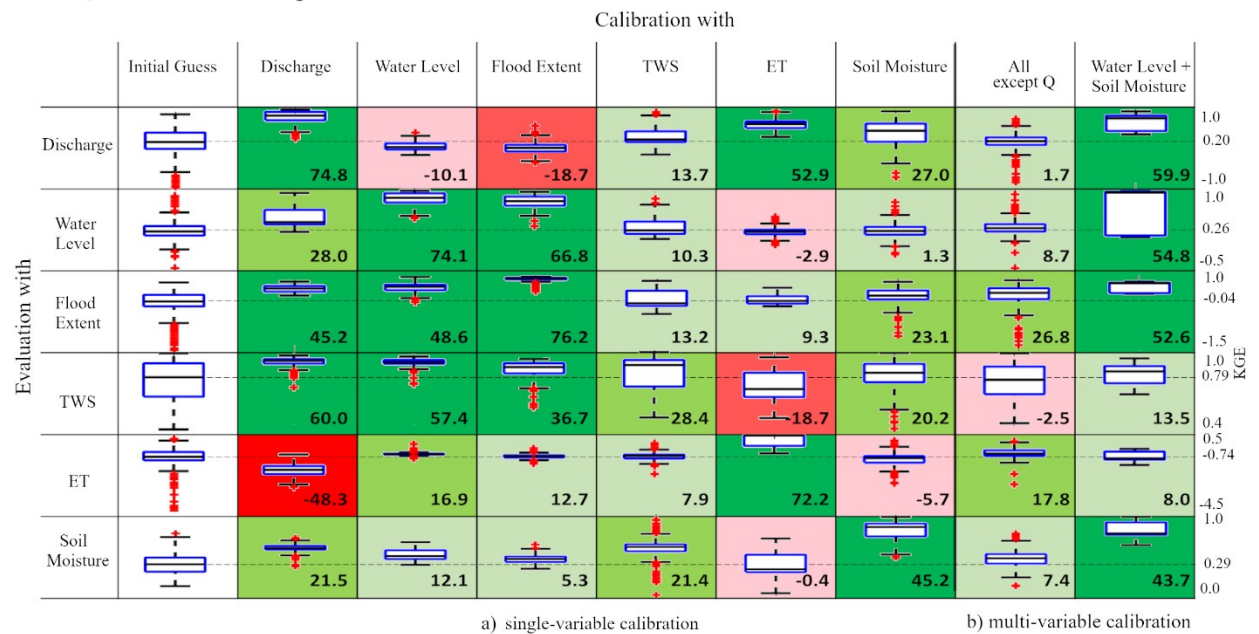 Calibration with
Initial Guess Discharge Water Level Flood Extent TWS ET Soil Moisture All except Q Water Level + Soil Moisture
Evaluation with
Discharge 74.8 -10.1 -18.7 13.7 52.9 27.0 1.7 59.9 1.0 0.20 -1.0
Water Level 28.0 74.1 66.8 10.3 -2.9 1.3 8.7 54.8 1.0 0.26 -0.5
Flood Extent 45.2 48.6 76.2 13.2 9.3 23.1 26.8 52.6 1.0 -0.04 -1.5
TWS 60.0 57.4 36.7 28.4 -18.7 20.2 -2.5 13.5 1.0 0.79 0.4
KGE
ET -48.3 16.9 12.7 7.9 72.2 -5.7 17.8 8.0 0.5 -0.74 -4.5
Soil Moisture 21.5 12.1 5.3 21.4 -0.4 45.2 7.4 43.7 1.0 0.29 0.0
a) single-variable calibration b) multi-variable calibration